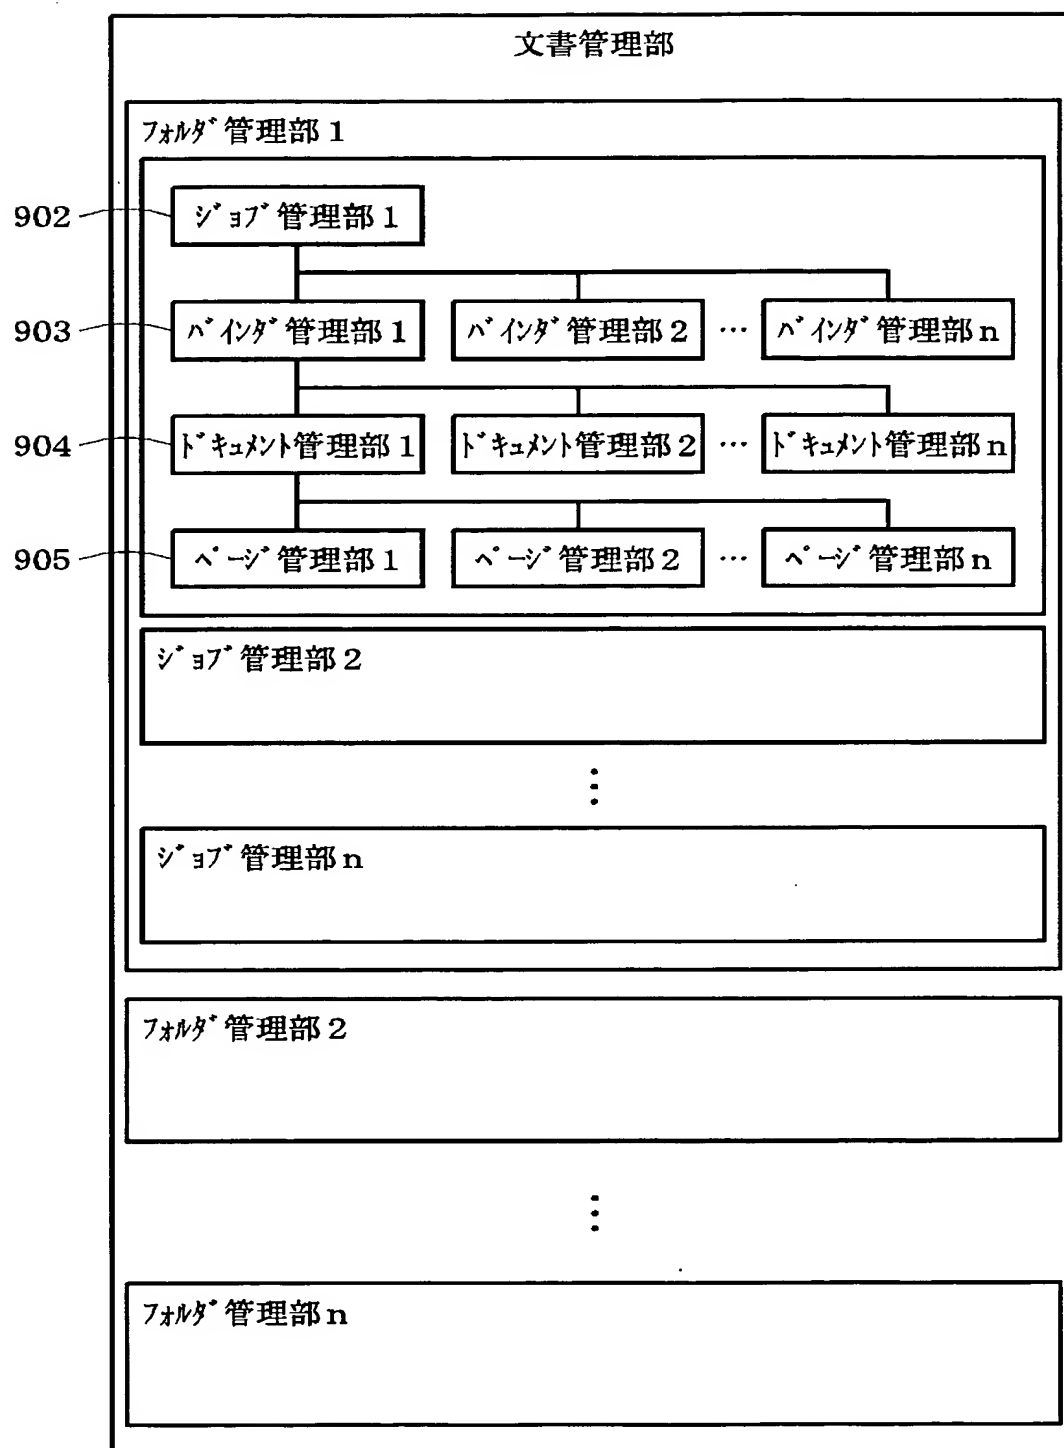 文書管理部
フォルダ管理部1
902 ジョブ管理部1
903 バインダ管理部1 バインダ管理部2 … バインダ管理部n
904 ドキュメント管理部1 ドキュメント管理部2 … ドキュメント管理部n
905 ページ管理部1 ページ管理部2 … ページ管理部n
ジョブ管理部2
ジョブ管理部n
フォルダ管理部2
フォルダ管理部n